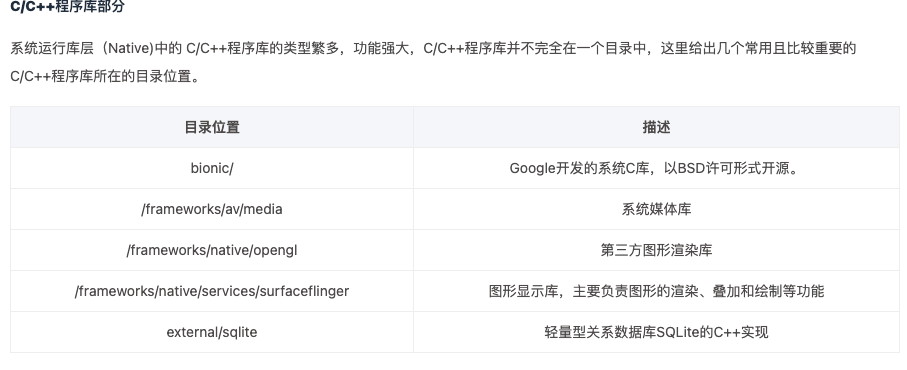 C/C++程序库部分
系统运行库层（Native)中的 C/C++程序库的类型繁多，功能强大，C/C++程序库并不完全在一个目录中，这里给出几个常用且比较重要的
C/C++程序库所在的目录位置。
目录位置 描述
bionic/ Google开发的系统C库，以BSD许可形式开源。
/frameworks/av/media 系统媒体库
/frameworks/native/opengl 第三方图形渲染库
/frameworks/native/services/surfaceflinger 图形显示库，主要负责图形的渲染、叠加和绘制等功能
external/sqlite 轻量型关系数据库SQLite的C++实现